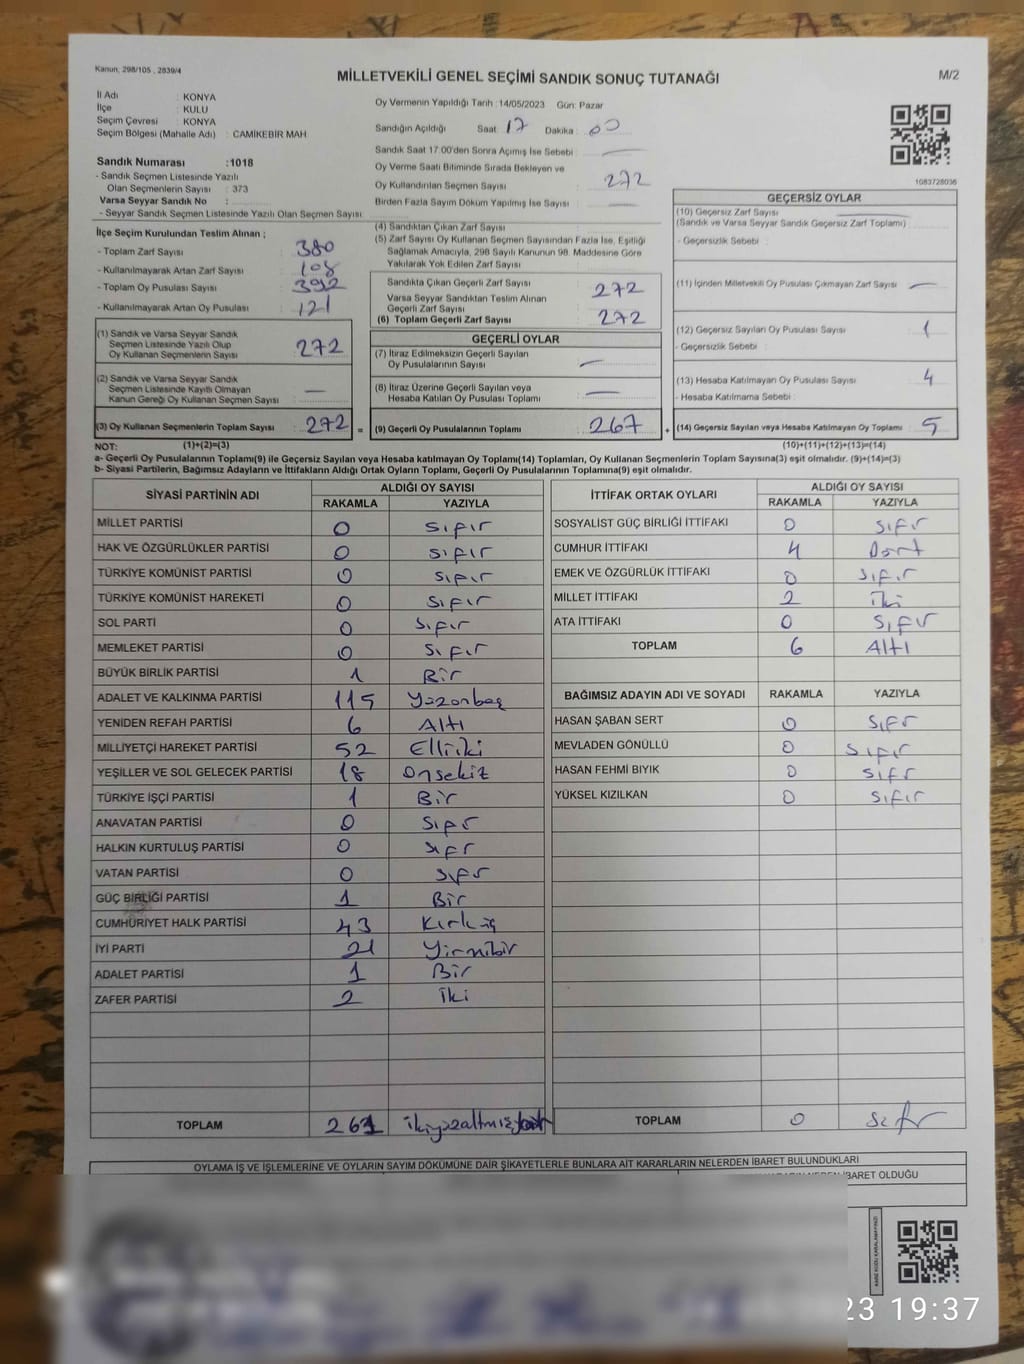 Kanun, 298/105 , 2839/4
MİLLETVEKİLİ GENEL SEÇİMİ SANDIK SONUÇ TUTANAĞI
M/2
İl Adı : KONYA
İlçe : KULU
Seçim Çevresi : KONYA
Seçim Bölgesi (Mahalle Adı) : CAMİKEBİR MAH.
Sandık Numarası :1018
- Sandık Seçmen Listesinde Yazılı
Olan Seçmenlerin Sayısı : 373
Varsa Seyyar Sandık No :
- Seyyar Sandık Seçmen Listesinde Yazılı Olan Seçmen Sayısı
İlçe Seçim Kurulundan Teslim Alınan ;
- Toplam Zarf Sayısı : 380
- Kullanılmayarak Artan Zarf Sayısı : 108
- Toplam Oy Pusulası Sayısı : 392
- Kullanılmayarak Artan Oy Pusulası : 121
(1) Sandık ve Varsa Seyyar Sandık
Seçmen Listesinde Yazılı Olup
Oy Kullanan Seçmenlerin Sayısı : 272
(2) Sandık ve Varsa Seyyar Sandık
Seçmen Listesinde Kayıtlı Olmayan
Kanun Gereği Oy Kullanan Seçmen Sayısı : —
(3) Oy Kullanan Seçmenlerin Toplam Sayısı : 272 =
Oy Vermenin Yapıldığı Tarih :14/05/2023 Gün: Pazar
Sandığın Açıldığı Saat : 17 Dakika : 00
Sandık Saat 17:00'den Sonra Açımış İse Sebebi : —
Oy Verme Saati Bitiminde Sırada Bekleyen ve
Oy Kullandırılan Seçmen Sayısı : 272
Birden Fazla Sayım Döküm Yapılmış İse Sayısı : —
(4) Sandıktan Çıkan Zarf Sayısı :
(5) Zarf Sayısı Oy Kullanan Seçmen Sayısından Fazla İse, Eşitliği
Sağlamak Amacıyla, 298 Sayılı Kanunun 98. Maddesine Göre
Yakılarak Yok Edilen Zarf Sayısı :
Sandıkta Çıkan Geçerli Zarf Sayısı : 272
Varsa Seyyar Sandıktan Teslim Alınan
Geçerli Zarf Sayısı :
(6) Toplam Geçerli Zarf Sayısı : 272
GEÇERLİ OYLAR
(7) İtiraz Edilmeksizin Geçerli Sayılan
Oy Pusulalarının Sayısı : —
(8) İtiraz Üzerine Geçerli Sayılan veya
Hesaba Katılan Oy Pusulası Toplamı : —
(9) Geçerli Oy Pusulalarının Toplamı : 267 +
1083728036
GEÇERSİZ OYLAR
(10) Geçersiz Zarf Sayısı : —
(Sandık ve Varsa Seyyar Sandık Geçersiz Zarf Toplamı)
- Geçersizlik Sebebi :
(11) İçinden Milletvekili Oy Pusulası Çıkmayan Zarf Sayısı : —
(12) Geçersiz Sayılan Oy Pusulası Sayısı : 1
- Geçersizlik Sebebi :
(13) Hesaba Katılmayan Oy Pusulası Sayısı : 4
- Hesaba Katılmama Sebebi :
(14) Geçersiz Sayılan veya Hesaba Katılmayan Oy Toplamı : 5
NOT: (1)+(2)=(3) (10)+(11)+(12)+(13)=(14)
a- Geçerli Oy Pusulalarının Toplamı(9) ile Geçersiz Sayılan veya Hesaba katılmayan Oy Toplamı(14) Toplamları, Oy Kullanan Seçmenlerin Toplam Sayısına(3) eşit olmalıdır. (9)+(14)=(3)
b- Siyasi Partilerin, Bağımsız Adayların ve İttifakların Aldığı Ortak Oyların Toplamı, Geçerli Oy Pusulalarının Toplamına(9) eşit olmalıdır.
SİYASİ PARTİNİN ADI ALDIĞI OY SAYISI
RAKAMLA YAZIYLA
MİLLET PARTİSİ 0 Sıfır
HAK VE ÖZGÜRLÜKLER PARTİSİ 0 Sıfır
TÜRKİYE KOMÜNİST PARTİSİ 0 Sıfır
TÜRKİYE KOMÜNİST HAREKETİ 0 Sıfır
SOL PARTİ 0 Sıfır
MEMLEKET PARTİSİ 0 Sıfır
BÜYÜK BİRLİK PARTİSİ 1 Bir
ADALET VE KALKINMA PARTİSİ 115 Yüzonbeş
YENİDEN REFAH PARTİSİ 6 Altı
MİLLİYETÇİ HAREKET PARTİSİ 52 Elliiki
YEŞİLLER VE SOL GELECEK PARTİSİ 18 Onsekiz
TÜRKİYE İŞÇİ PARTİSİ 1 Bir
ANAVATAN PARTİSİ 0 Sıfır
HALKIN KURTULUŞ PARTİSİ 0 sıfır
VATAN PARTİSİ 0 sıfır
GÜÇ BİRLİĞİ PARTİSİ 1 Bir
CUMHURİYET HALK PARTİSİ 43 Kırküç
İYİ PARTİ 21 Yirmibir
ADALET PARTİSİ 1 Bir
ZAFER PARTİSİ 2 İki
TOPLAM 261 ikiyüzaltmışbir
İTTİFAK ORTAK OYLARI ALDIĞI OY SAYISI
RAKAMLA YAZIYLA
SOSYALİST GÜÇ BİRLİĞİ İTTİFAKI 0 Sıfır
CUMHUR İTTİFAKI 4 Dört
EMEK VE ÖZGÜRLÜK İTTİFAKI 0 Sıfır
MİLLET İTTİFAKI 2 İki
ATA İTTİFAKI 0 Sıfır
TOPLAM 6 Altı
BAĞIMSIZ ADAYIN ADI VE SOYADI RAKAMLA YAZIYLA
HASAN ŞABAN SERT 0 Sıfır
MEVLADEN GÖNÜLLÜ 0 Sıfır
HASAN FEHMİ BIYIK 0 Sıfır
YÜKSEL KIZILKAN 0 Sıfır
TOPLAM 0 Sıfır
OYLAMA İŞ VE İŞLEMLERİNE VE OYLARIN SAYIM DÖKÜMÜNE DAİR ŞİKAYETLERLE BUNLARA AİT KARARLARIN NELERDEN İBARET BULUNDUKLARI
İBARET OLDUĞU
23 19:37